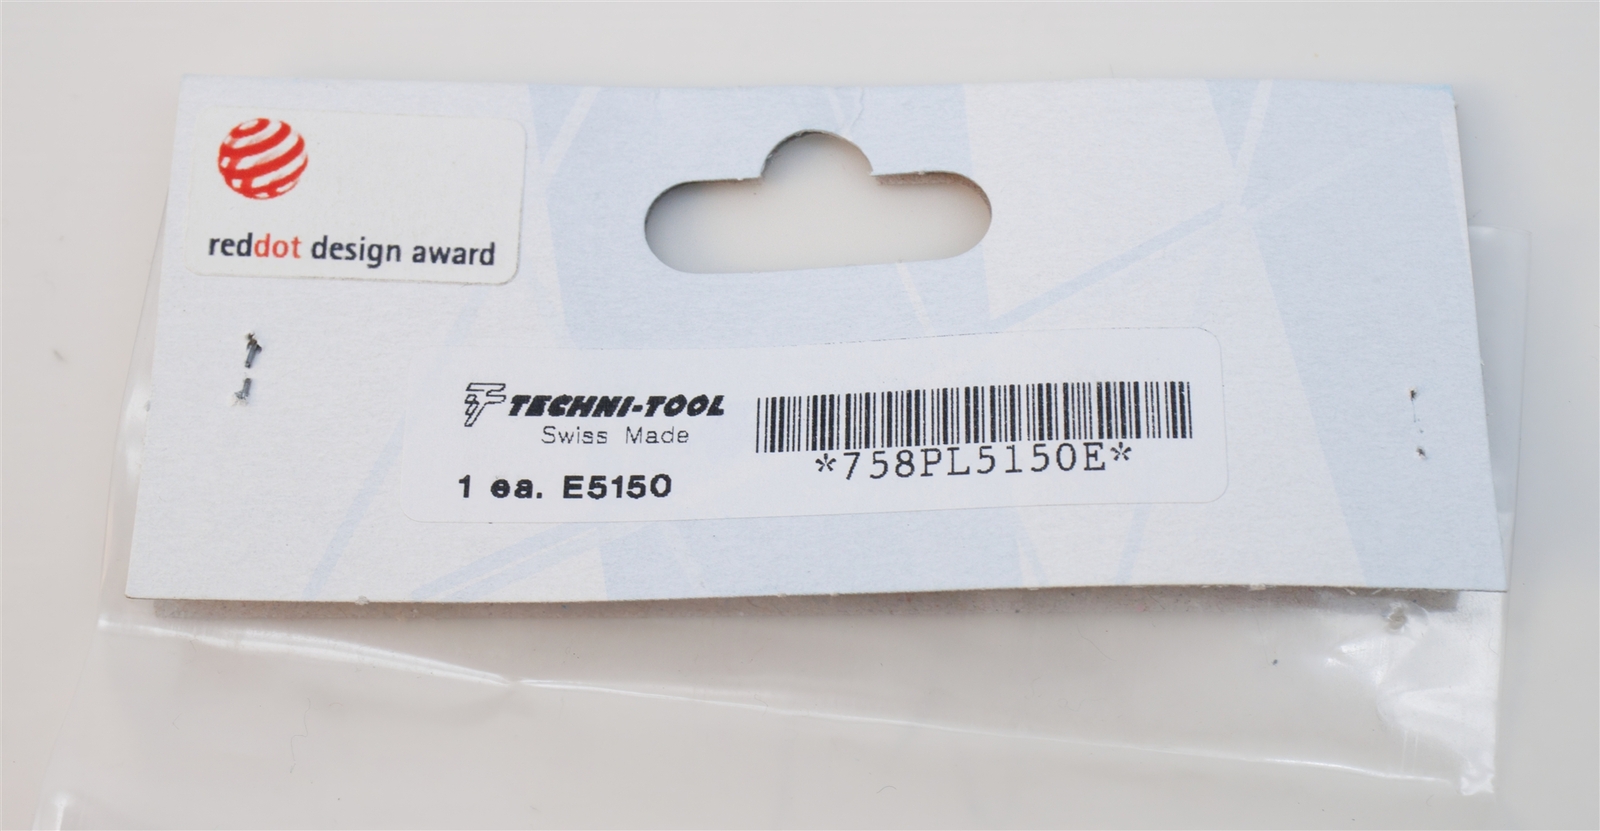 reddot design award
TECHNI-TOOL
Swiss Made
1 ea. E5150
*758PL5150E*